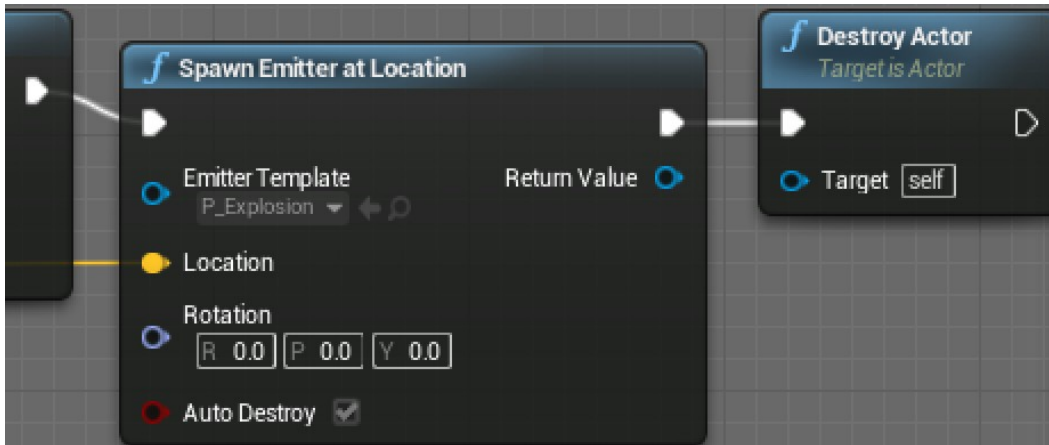 Spawn Emitter at Location
Emitter Template
P_Explosion
Return Value
Location
Rotation
R 0.0 P 0.0 Y 0.0
Auto Destroy
Destroy Actor
Target is Actor
Target self